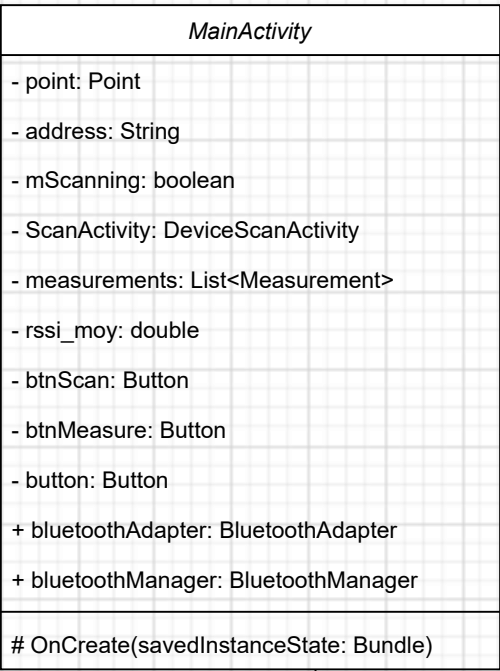 MainActivity
- point: Point
- address: String
- mScanning: boolean
- ScanActivity: DeviceScanActivity
- measurements: List<Measurement>
- rssi_moy: double
- btnScan: Button
- btnMeasure: Button
- button: Button
+ bluetoothAdapter: BluetoothAdapter
+ bluetoothManager: BluetoothManager
# OnCreate(savedInstanceState: Bundle)